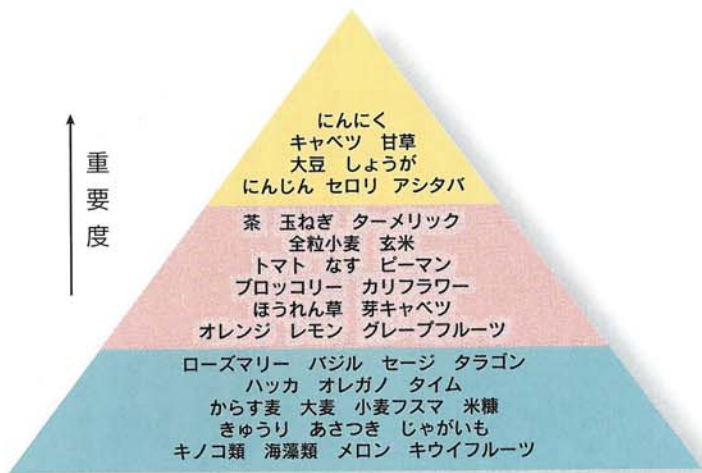 にんにく
キャベツ　甘草
大豆　しょうが
にんじん　セロリ　アシタバ
重要度
茶　玉ねぎ　ターメリック
全粒小麦　玄米
トマト　なす　ピーマン
ブロッコリー　カリフラワー
ほうれん草　芽キャベツ
オレンジ　レモン　グレープフルーツ
ローズマリー　バジル　セージ　タラゴン
ハッカ　オレガノ　タイム
からす麦　大麦　小麦フスマ　米糠
きゅうり　あさつき　じゃがいも
キノコ類　海藻類　メロン　キウイフルーツ